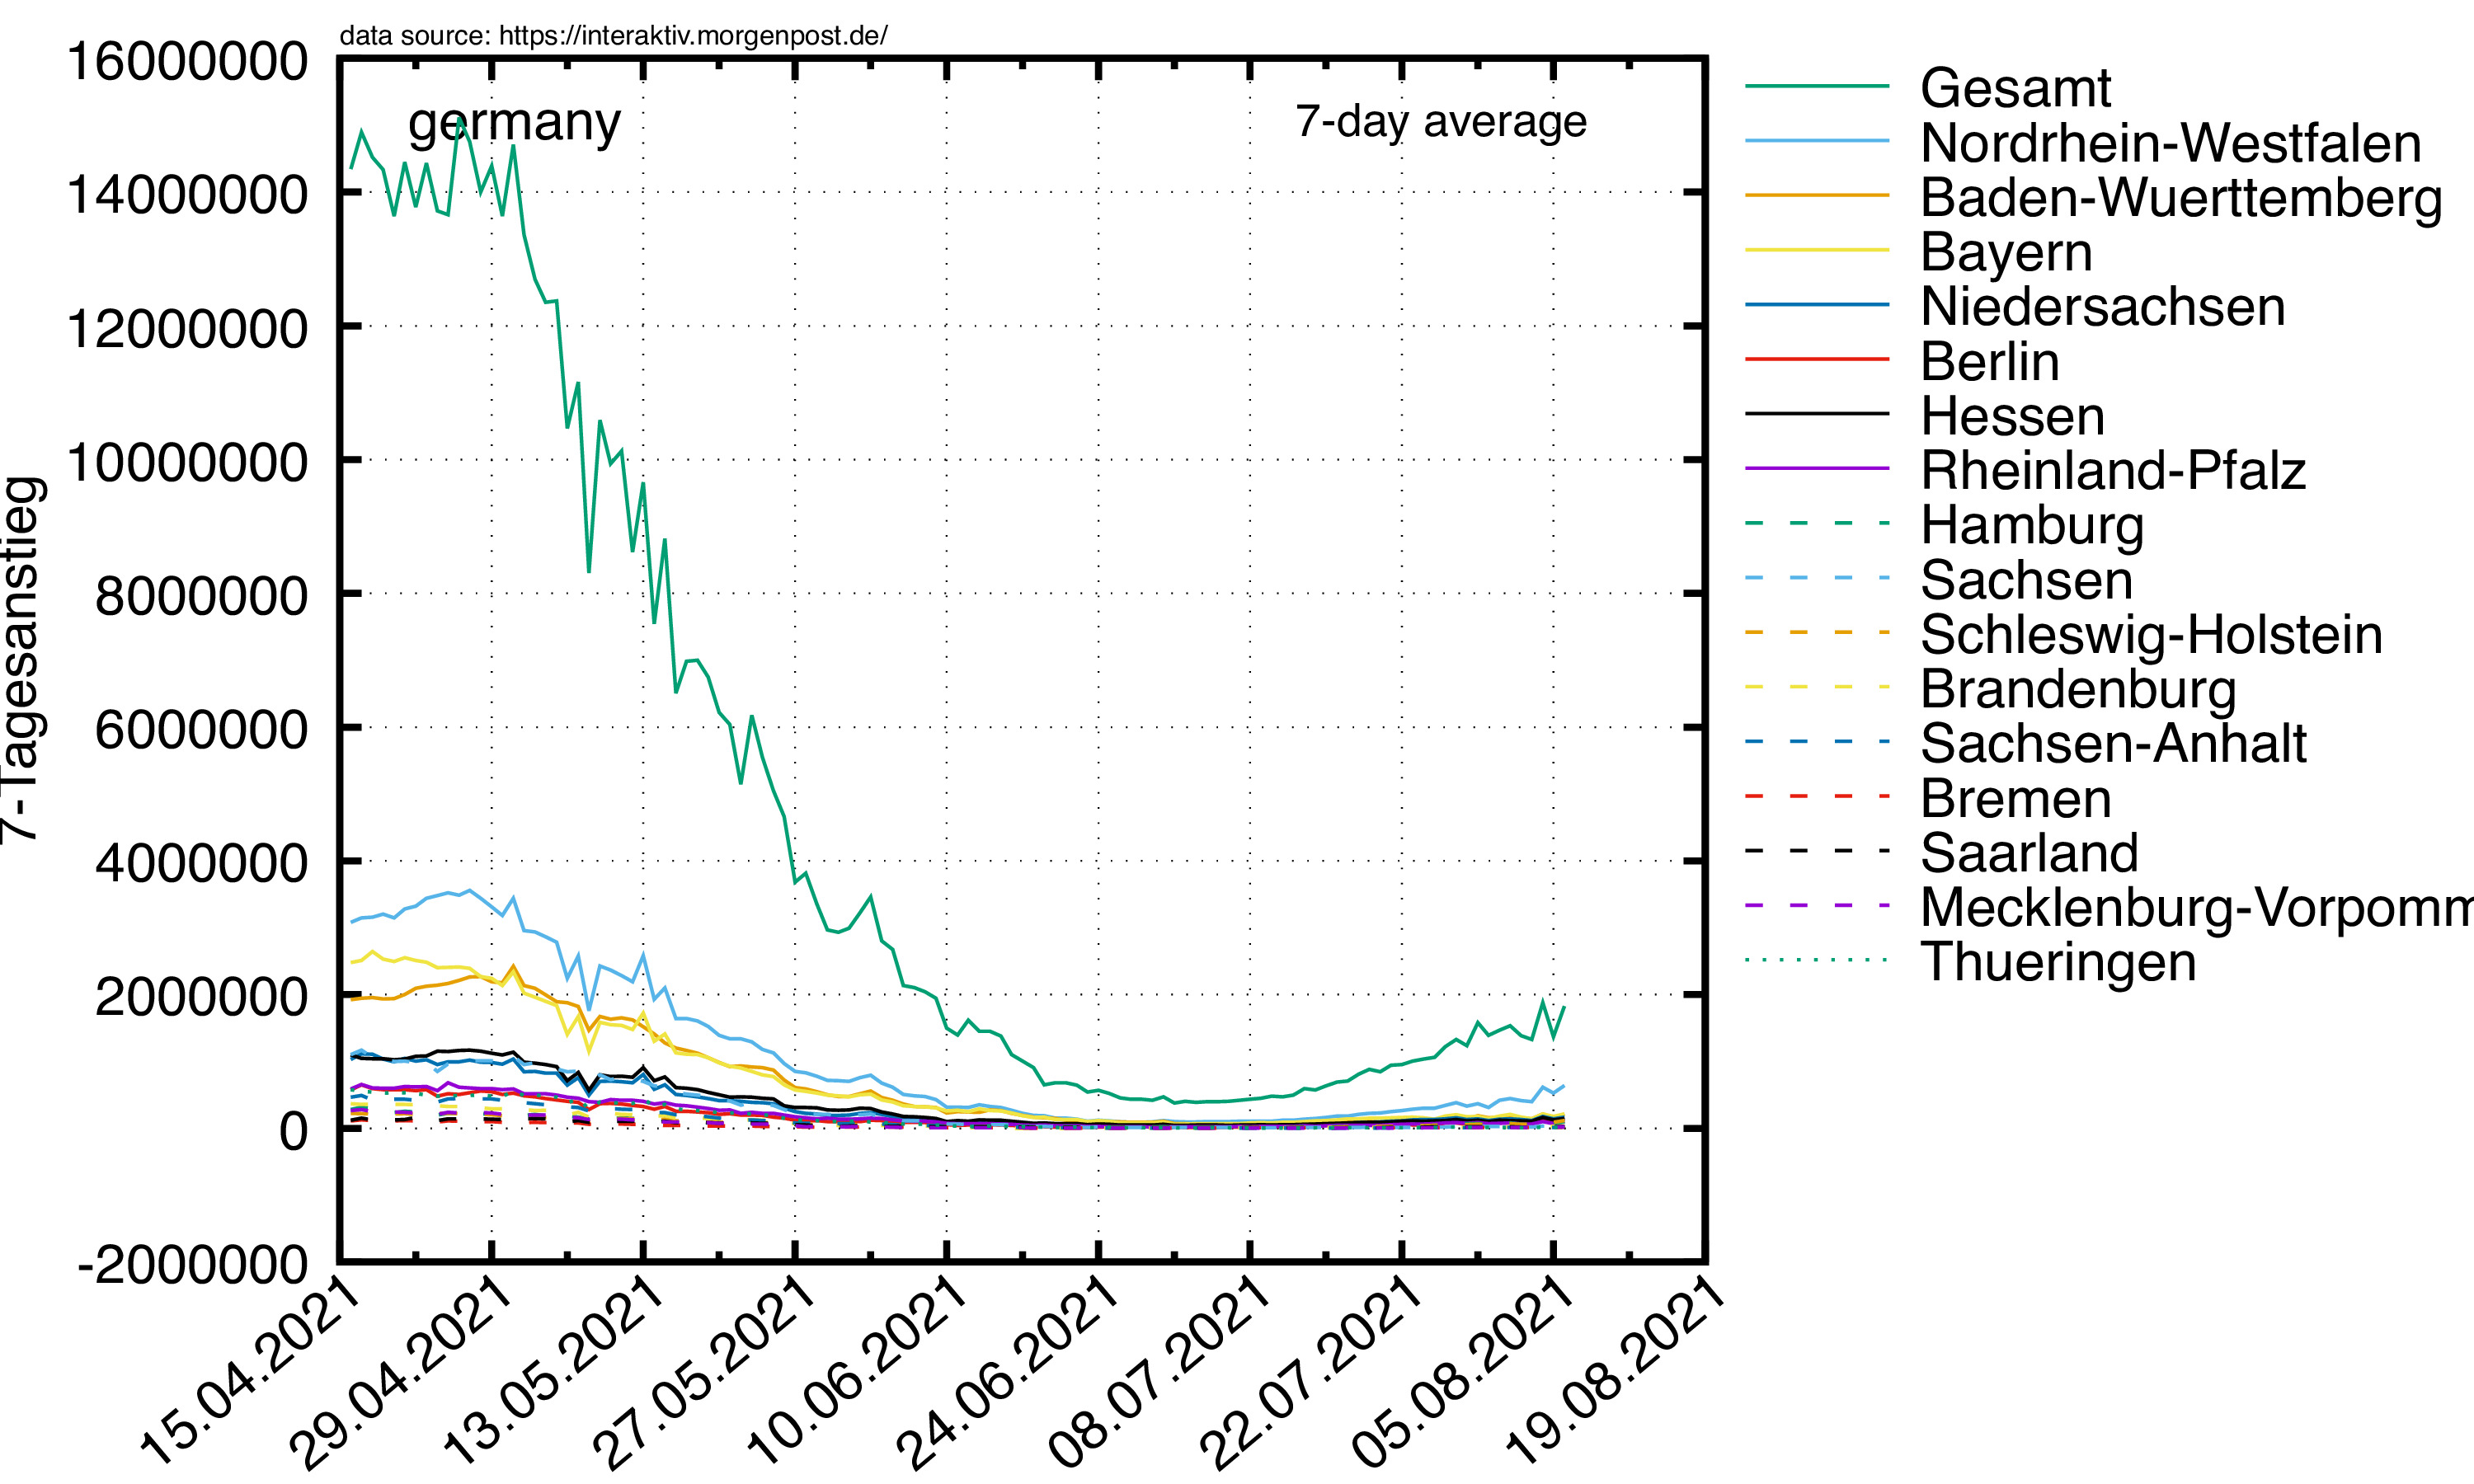 data source: https://interaktiv.morgenpost.de/
germany
7-day average
7-Tagesanstieg
16000000
14000000
12000000
10000000
8000000
6000000
4000000
2000000
0
-2000000
15.04.2021
29.04.2021
13.05.2021
27.05.2021
10.06.2021
24.06.2021
08.07.2021
22.07.2021
05.08.2021
19.08.2021
Gesamt
Nordrhein-Westfalen
Baden-Wuerttemberg
Bayern
Niedersachsen
Berlin
Hessen
Rheinland-Pfalz
Hamburg
Sachsen
Schleswig-Holstein
Brandenburg
Sachsen-Anhalt
Bremen
Saarland
Mecklenburg-Vorpomm
Thueringen